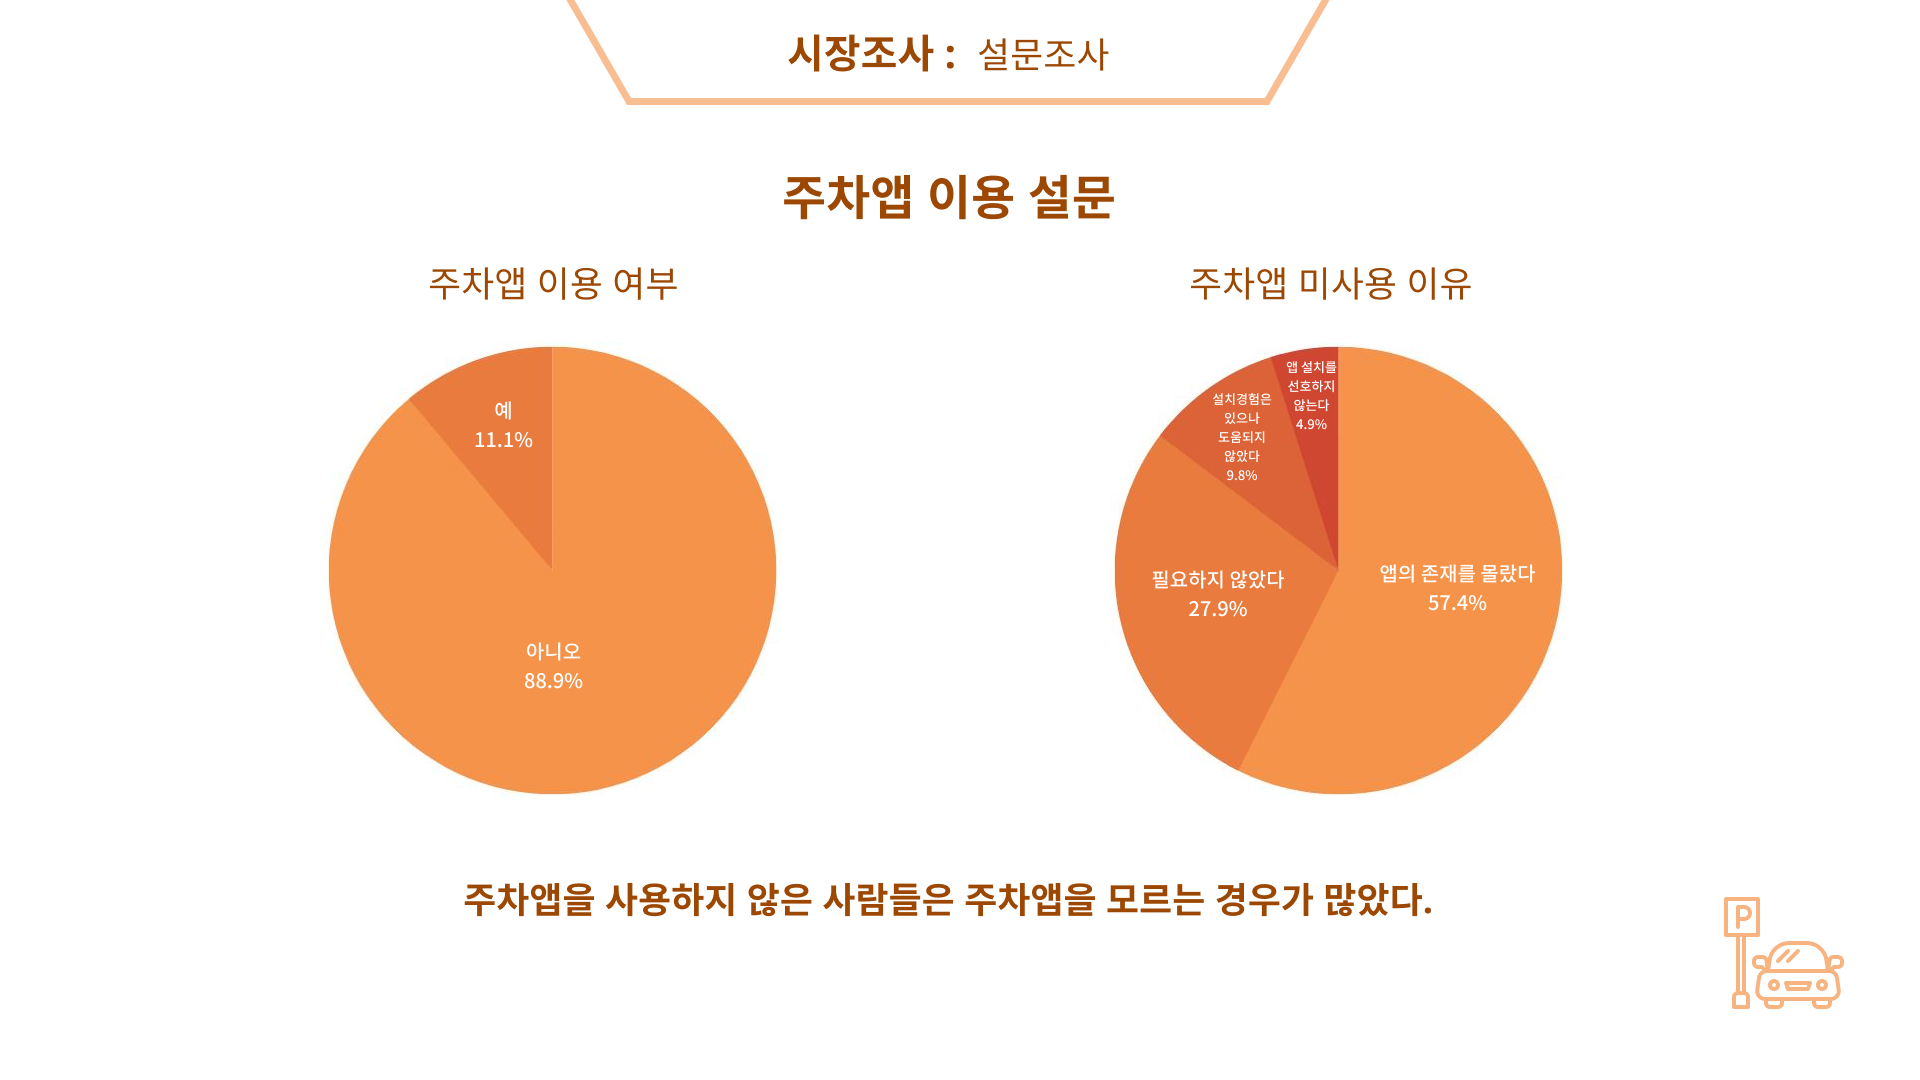 시장조사 : 설문조사
주차앱 이용 설문
주차앱 이용 여부
예
11.1%
아니오
88.9%
주차앱 미사용 이유
앱 설치를
선호하지
않는다
4.9%
설치경험은
있으나
도움되지
않았다
9.8%
필요하지 않았다
27.9%
앱의 존재를 몰랐다
57.4%
주차앱을 사용하지 않은 사람들은 주차앱을 모르는 경우가 많았다.
P